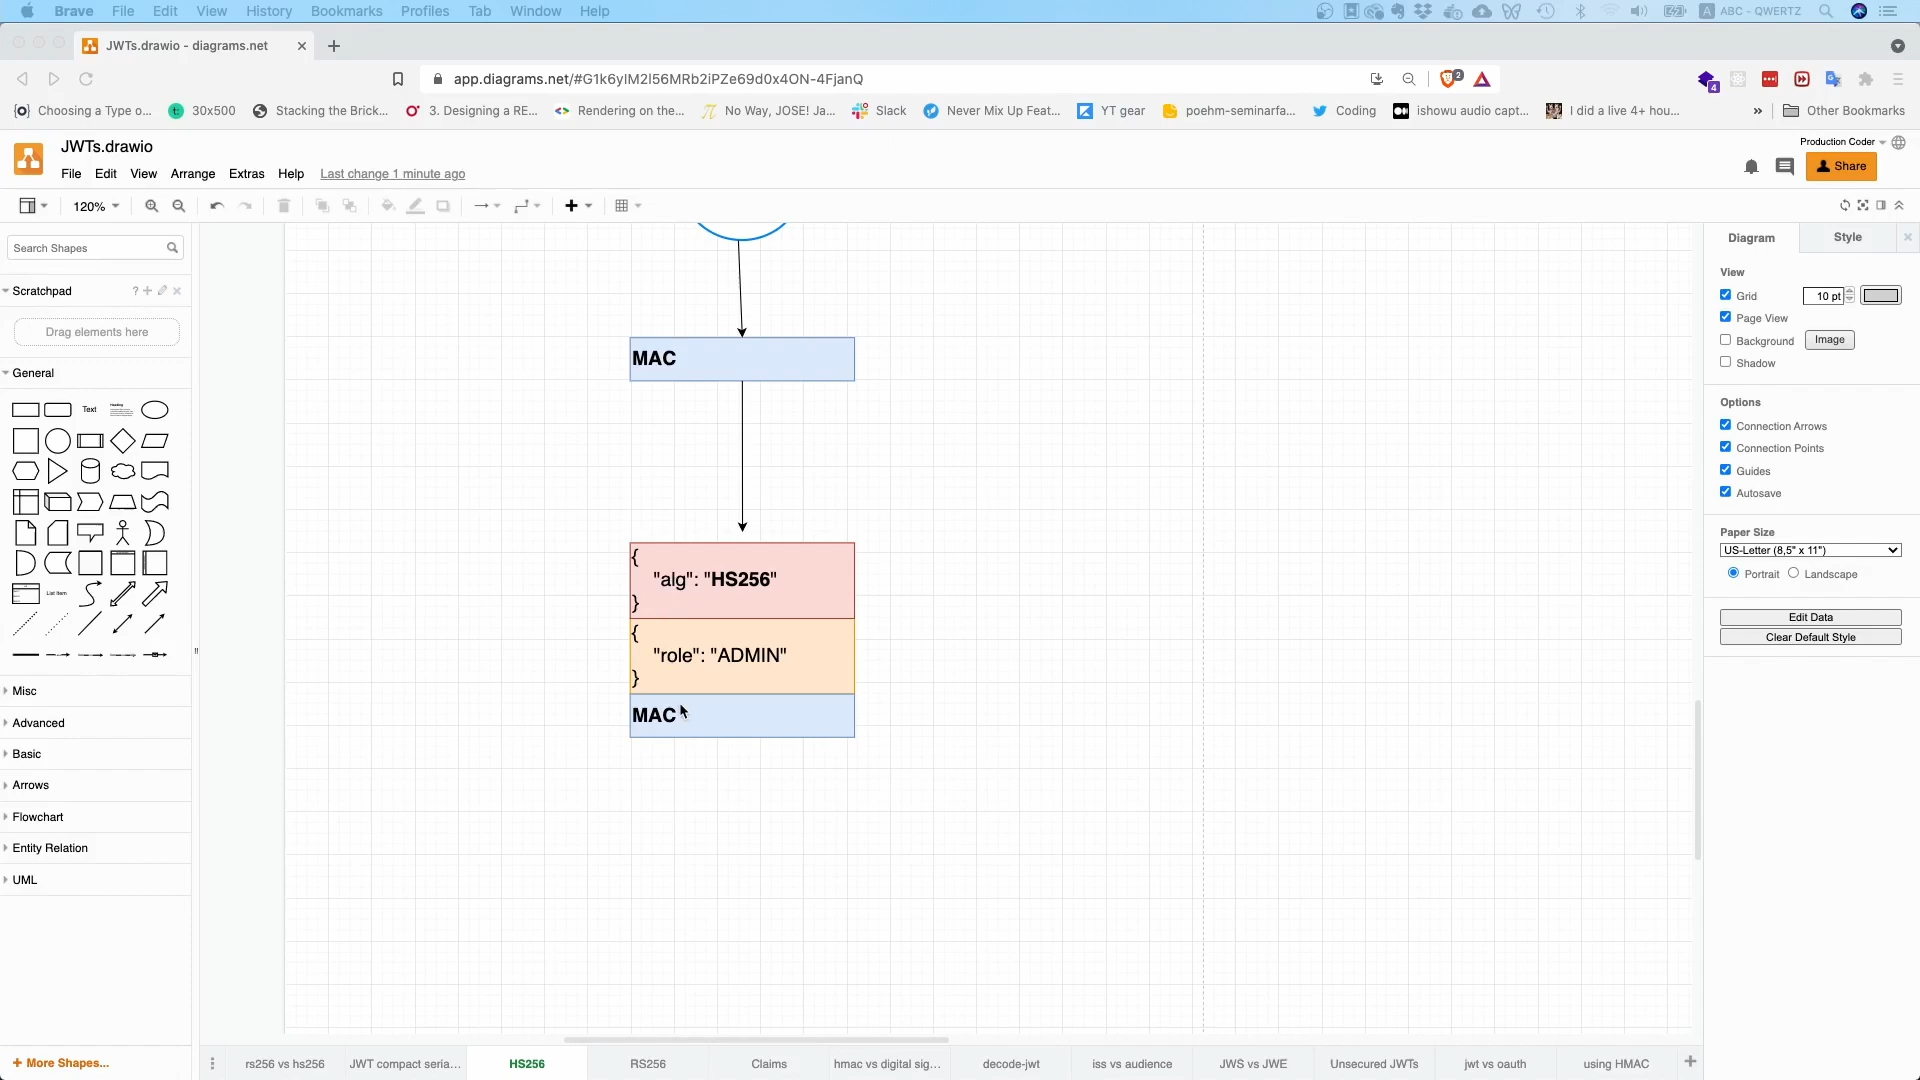 Brave File Edit View History Bookmarks Profiles Tab Window Help
A ABC - QWERTZ
JWTs.drawio - diagrams.net
app.diagrams.net/#G1k6ylM2l56MRb2iPZe69d0x4ON-4FjanQ
2
4
Choosing a Type o... 30x500 Stacking the Brick... 3. Designing a RE... Rendering on the... No Way, JOSE! Ja... Slack Never Mix Up Feat... YT gear poehm-seminarfa... Coding ishowu audio capt... I did a live 4+ hou... » Other Bookmarks
JWTs.drawio
Production Coder
File Edit View Arrange Extras Help Last change 1 minute ago
Share
120%
Search Shapes
Scratchpad
?
Drag elements here
General
Text
Heading
List Item
Misc
Advanced
Basic
Arrows
Flowchart
Entity Relation
UML
+ More Shapes...
MAC
{
"alg": "HS256"
}
{
"role": "ADMIN"
}
MAC
Diagram Style
View
Grid 10 pt
Page View
Background Image
Shadow
Options
Connection Arrows
Connection Points
Guides
Autosave
Paper Size
US-Letter (8,5" x 11")
Portrait Landscape
Edit Data
Clear Default Style
rs256 vs hs256 JWT compact seria... HS256 RS256 Claims hmac vs digital sig... decode-jwt iss vs audience JWS vs JWE Unsecured JWTs jwt vs oauth using HMAC